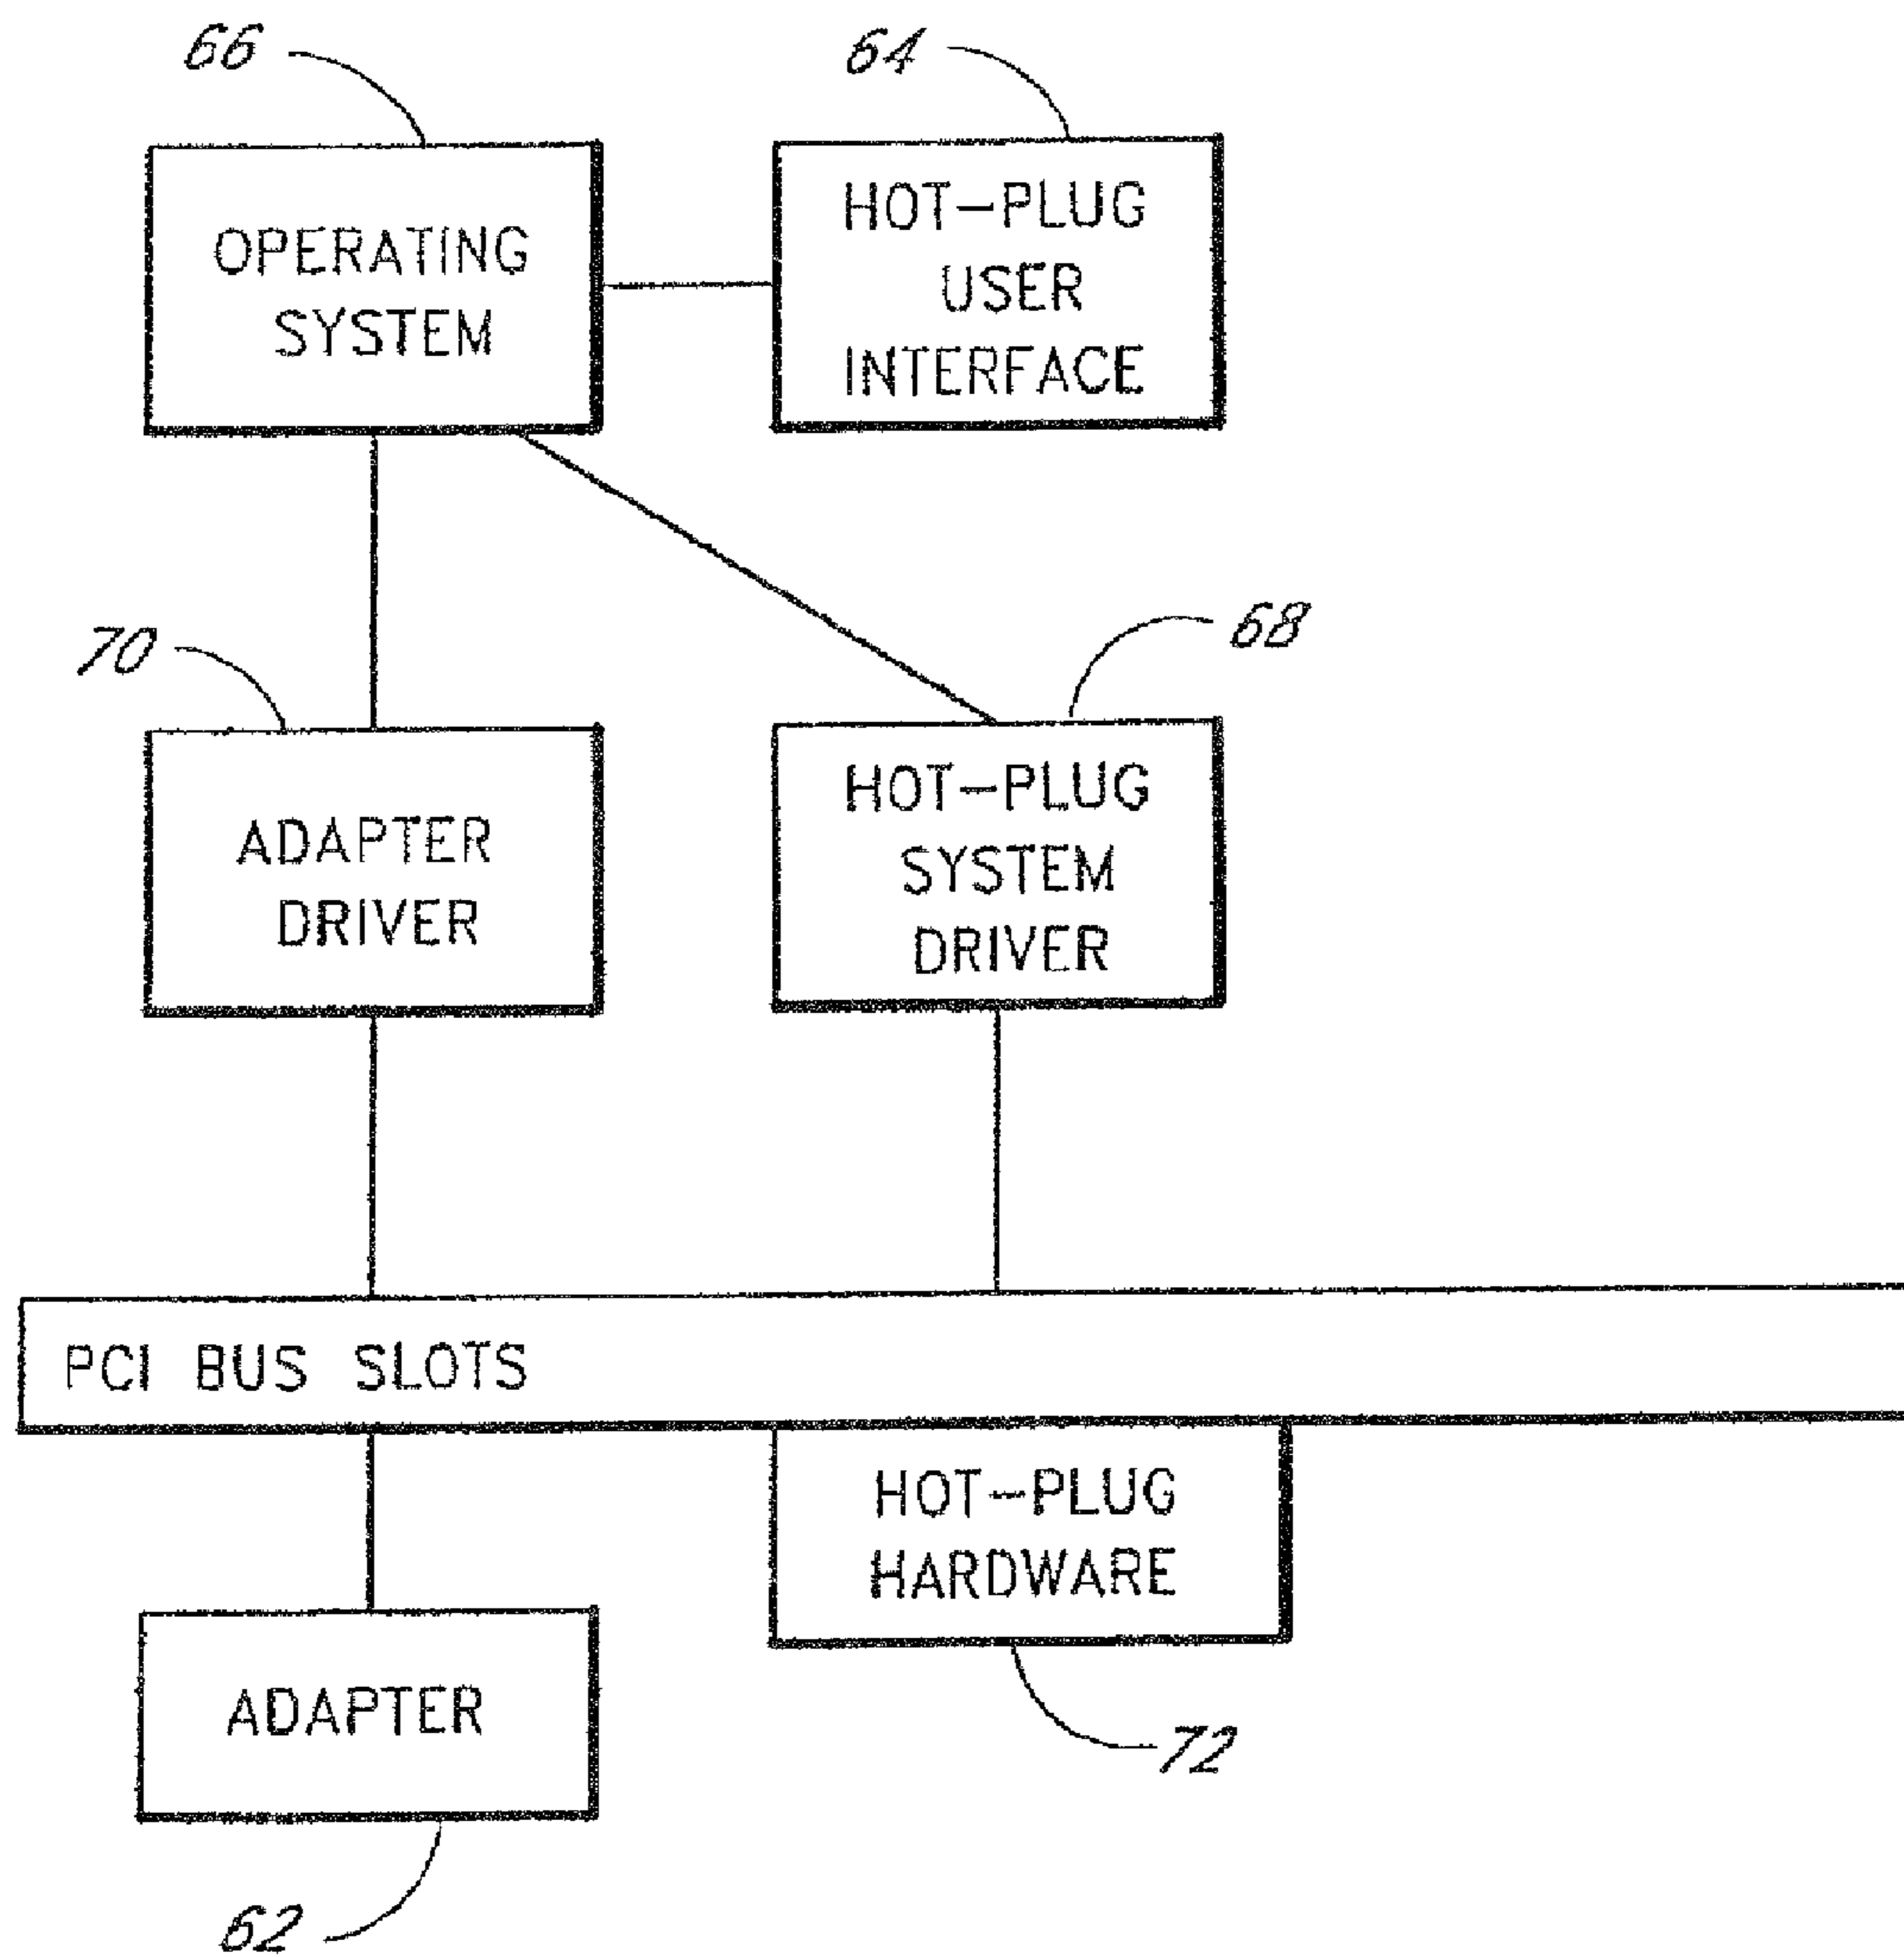 66
64
OPERATING
SYSTEM
HOT-PLUG
USER
INTERFACE
70
68
ADAPTER
DRIVER
HOT-PLUG
SYSTEM
DRIVER
PCI BUS SLOTS
HOT-PLUG
HARDWARE
ADAPTER
72
62